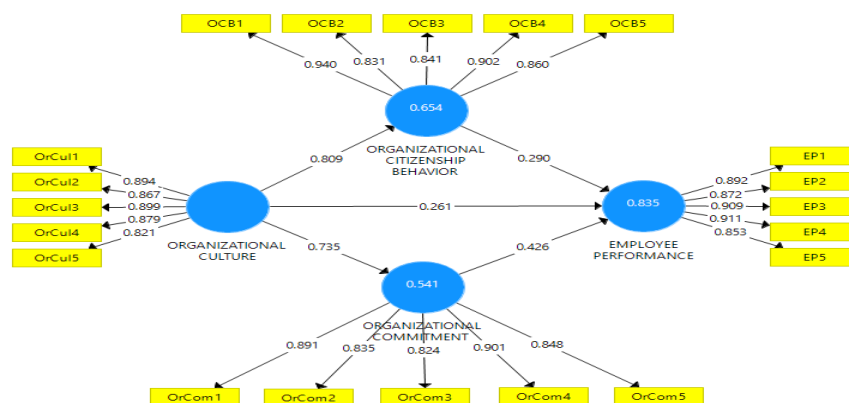 OCB1 OCB2 OCB3 OCB4 OCB5
0.940 0.831 0.841 0.902 0.860
0.654
ORGANIZATIONAL
CITIZENSHIP
BEHAVIOR
0.809
0.290
OrCul1
OrCul2
OrCul3
OrCul4
OrCul5
0.894
0.867
0.899
0.879
0.821
ORGANIZATIONAL
CULTURE
0.261
0.835
EMPLOYEE
PERFORMANCE
0.892
0.872
0.909
0.911
0.853
EP1
EP2
EP3
EP4
EP5
0.735
0.426
0.541
ORGANIZATIONAL
COMMITMENT
0.891 0.835 0.824 0.901 0.848
OrCom1 OrCom2 OrCom3 OrCom4 OrCom5